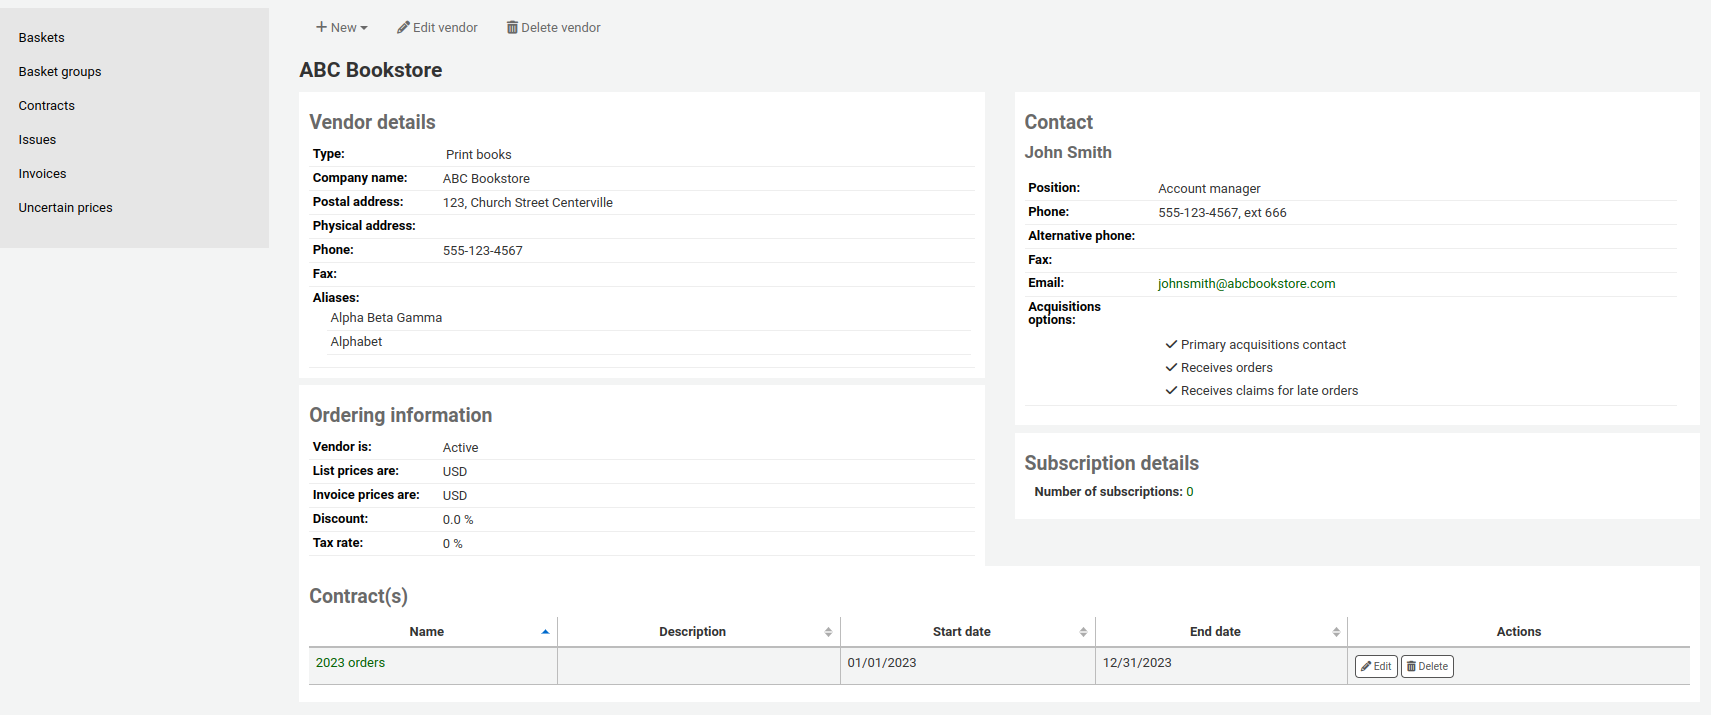 Baskets
Basket groups
Contracts
Issues
Invoices
Uncertain prices
New
Edit vendor
Delete vendor
ABC Bookstore
Vendor details
Type: Print books
Company name: ABC Bookstore
Postal address: 123, Church Street Centerville
Physical address:
Phone: 555-123-4567
Fax:
Aliases:
Alpha Beta Gamma
Alphabet
Ordering information
Vendor is: Active
List prices are: USD
Invoice prices are: USD
Discount: 0.0 %
Tax rate: 0 %
Contact
John Smith
Position: Account manager
Phone: 555-123-4567, ext 666
Alternative phone:
Fax:
Email: johnsmith@abcbookstore.com
Acquisitions
options:
Primary acquisitions contact
Receives orders
Receives claims for late orders
Subscription details
Number of subscriptions: 0
Contract(s)
Name Description Start date End date Actions
2023 orders 01/01/2023 12/31/2023 Edit Delete